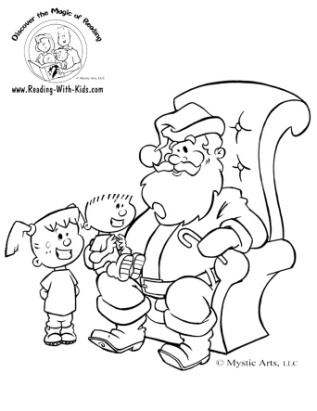 Discover the Magic of Reading
© Mystic Arts, LLC
www.Reading-With-Kids.com
© Mystic Arts, LLC